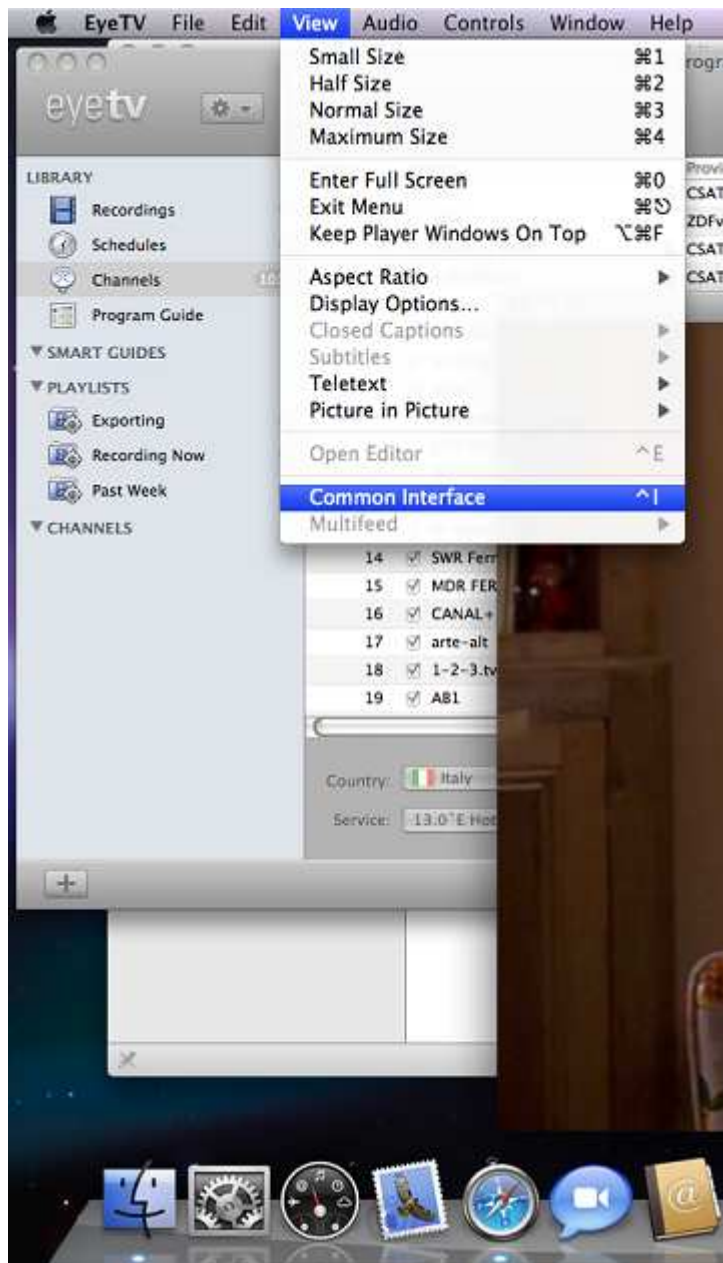 EyeTV File Edit View Audio Controls Window Help
eyetv
LIBRARY
Recordings
Schedules
Channels
Program Guide
SMART GUIDES
PLAYLISTS
Exporting
Recording Now
Past Week
CHANNELS
Small Size ⌘1
Half Size ⌘2
Normal Size ⌘3
Maximum Size ⌘4
Enter Full Screen ⌘0
Exit Menu ⌘⎋
Keep Player Windows On Top ⌥⌘F
Aspect Ratio
Display Options...
Closed Captions
Subtitles
Teletext
Picture in Picture
Open Editor ^E
Common Interface ^I
Multifeed
rogr
Provi
CSAT
ZDFv
CSAT
CSAT
14 SWR Fern
15 MDR FER
16 CANAL+
17 arte-alt
18 1-2-3.tv
19 AB1
Country: Italy
Service: 13.0°E Hot
@